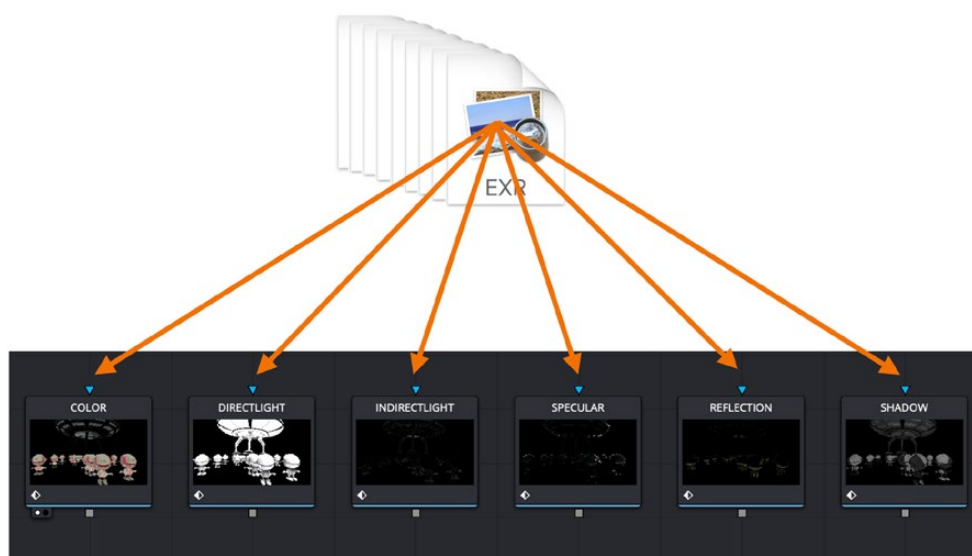 EXR
COLOR
DIRECTLIGHT
INDIRECTLIGHT
SPECULAR
REFLECTION
SHADOW